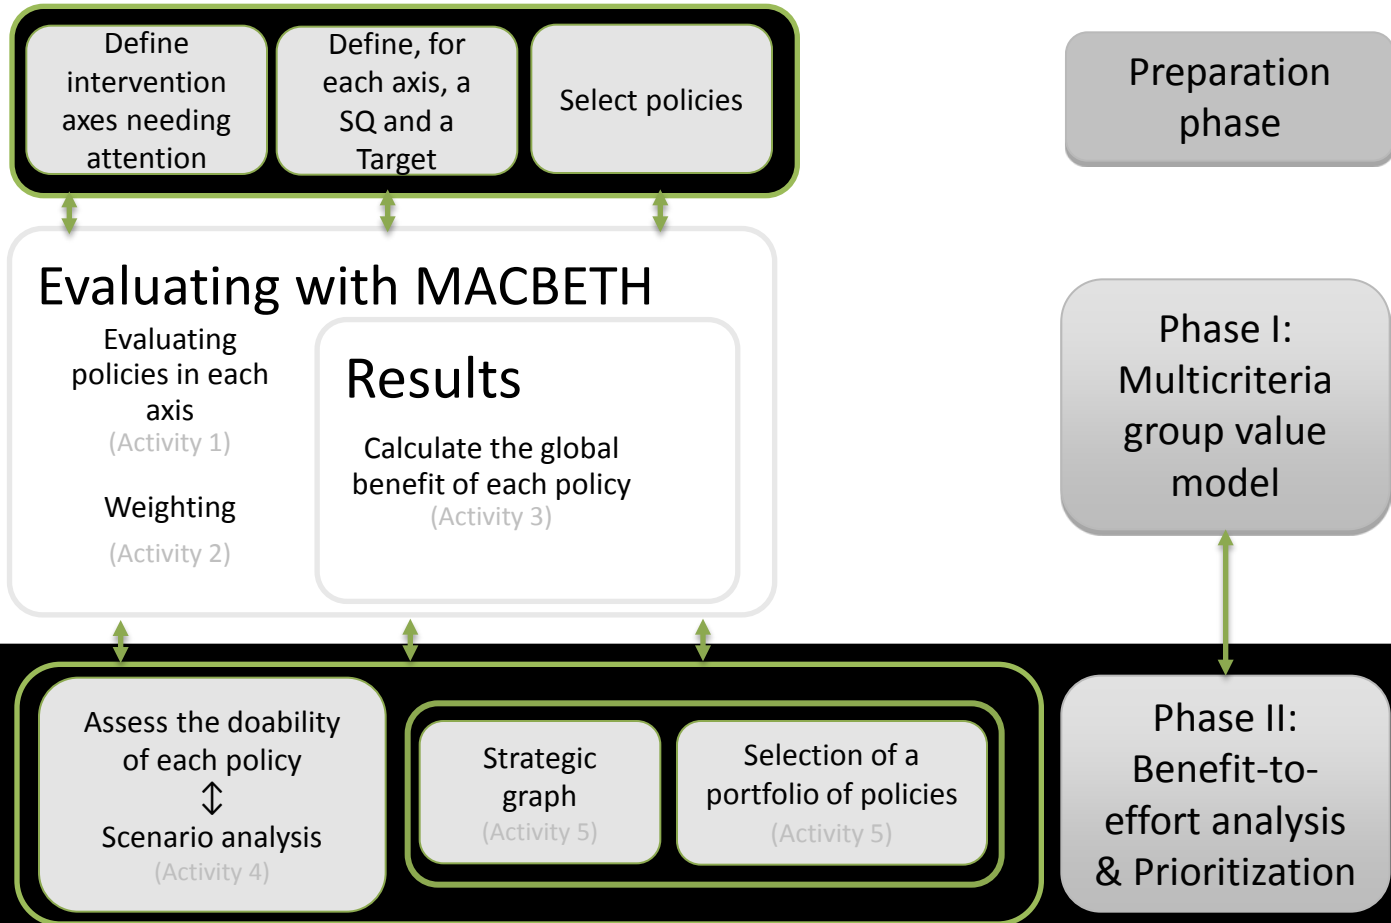 Define
intervention
axes needing
attention
Define, for
each axis, a
SQ and a
Target
Select policies
Preparation
phase
Evaluating with MACBETH
Evaluating
policies in each
axis
(Activity 1)
Weighting
(Activity 2)
Results
Calculate the global
benefit of each policy
(Activity 3)
Phase I:
Multicriteria
group value
model
Assess the doability
of each policy
↕
Scenario analysis
(Activity 4)
Strategic
graph
(Activity 5)
Selection of a
portfolio of policies
(Activity 5)
Phase II:
Benefit-to-
effort analysis
& Prioritization